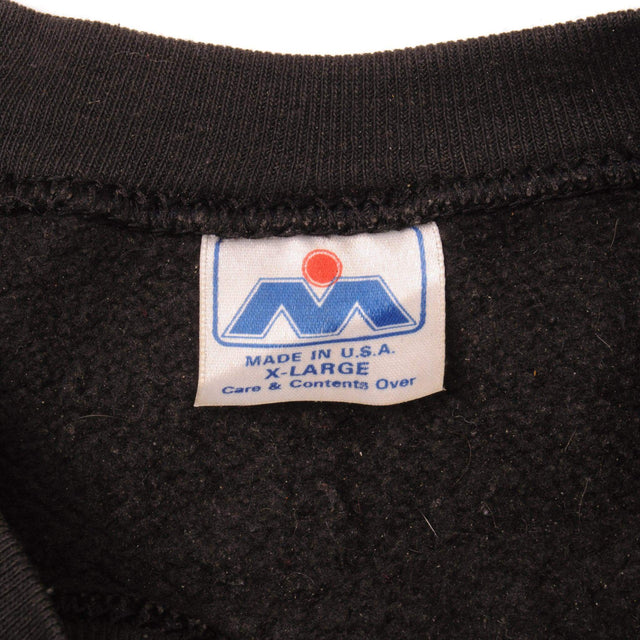 MADE IN U.S.A.
X-LARGE
Care & Contents Over